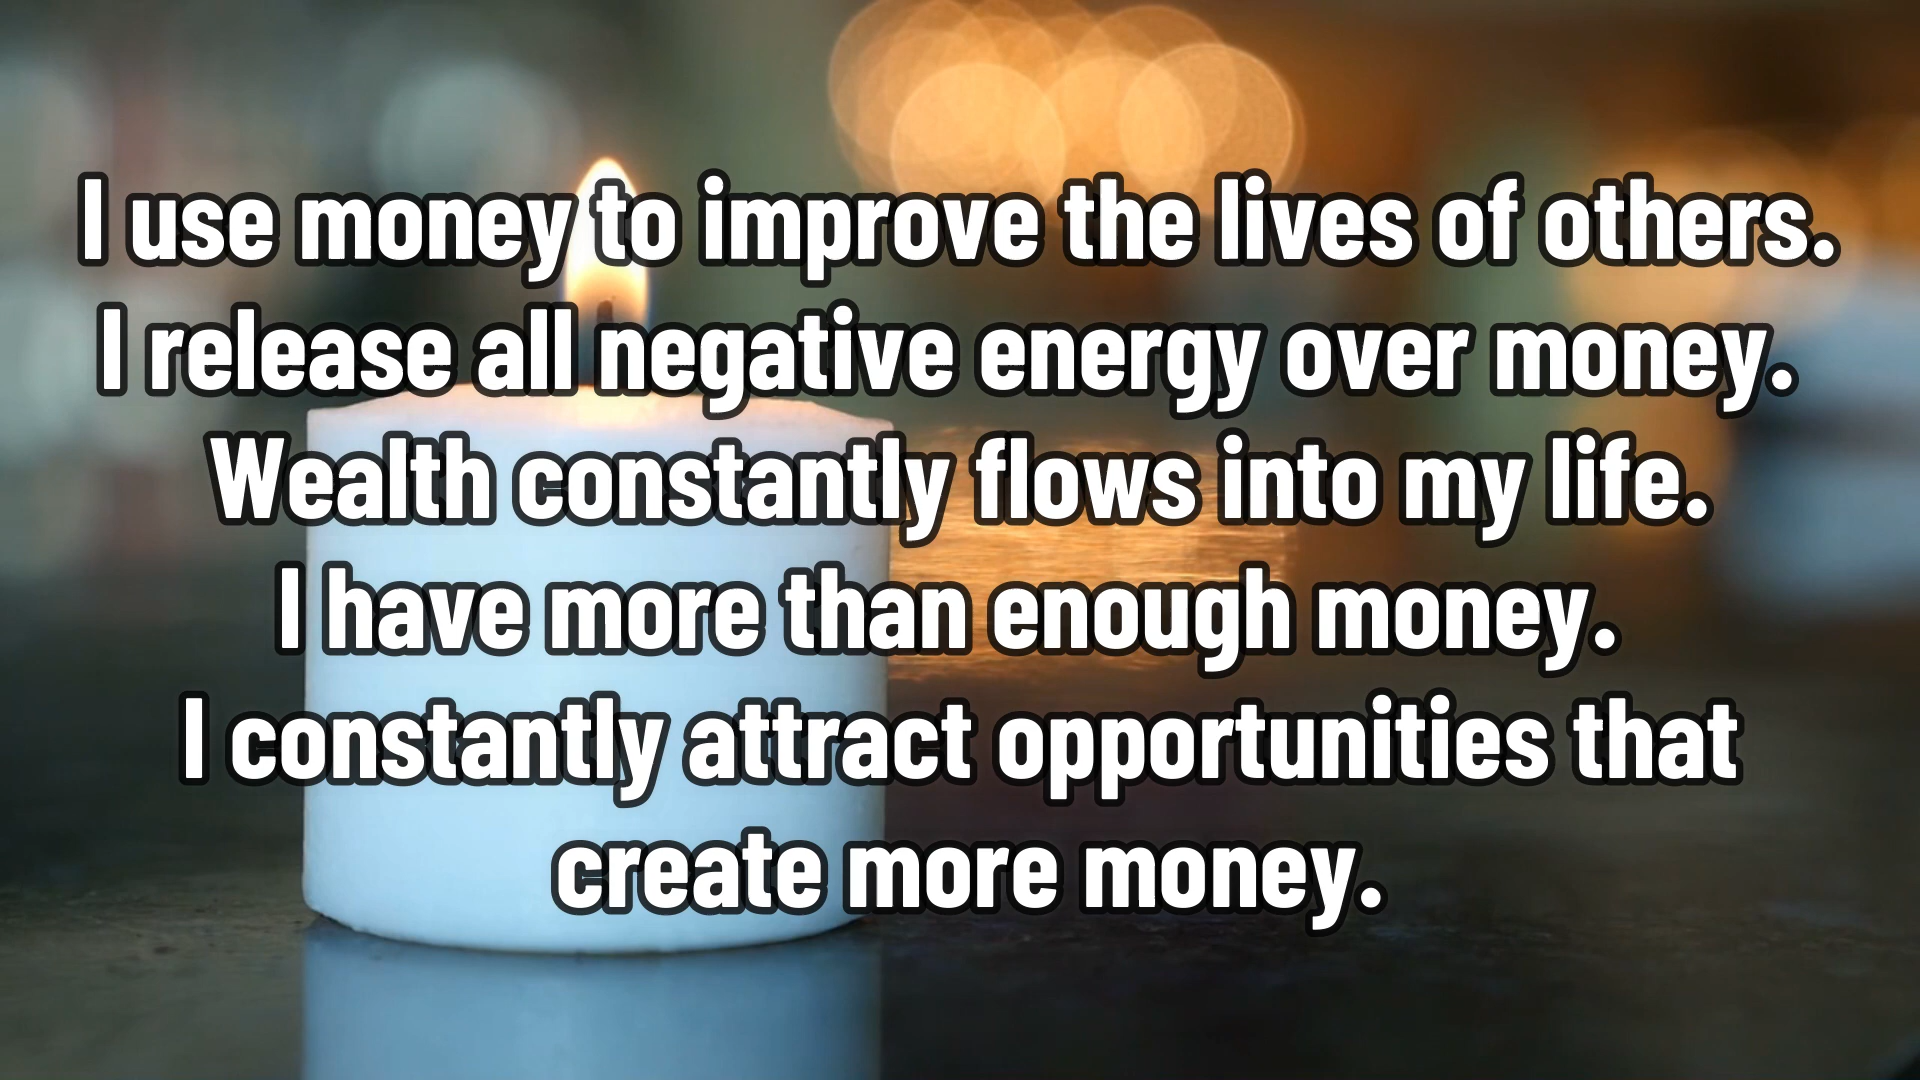 I use money to improve the lives of others.
I release all negative energy over money.
Wealth constantly flows into my life.
I have more than enough money.
I constantly attract opportunities that
create more money.